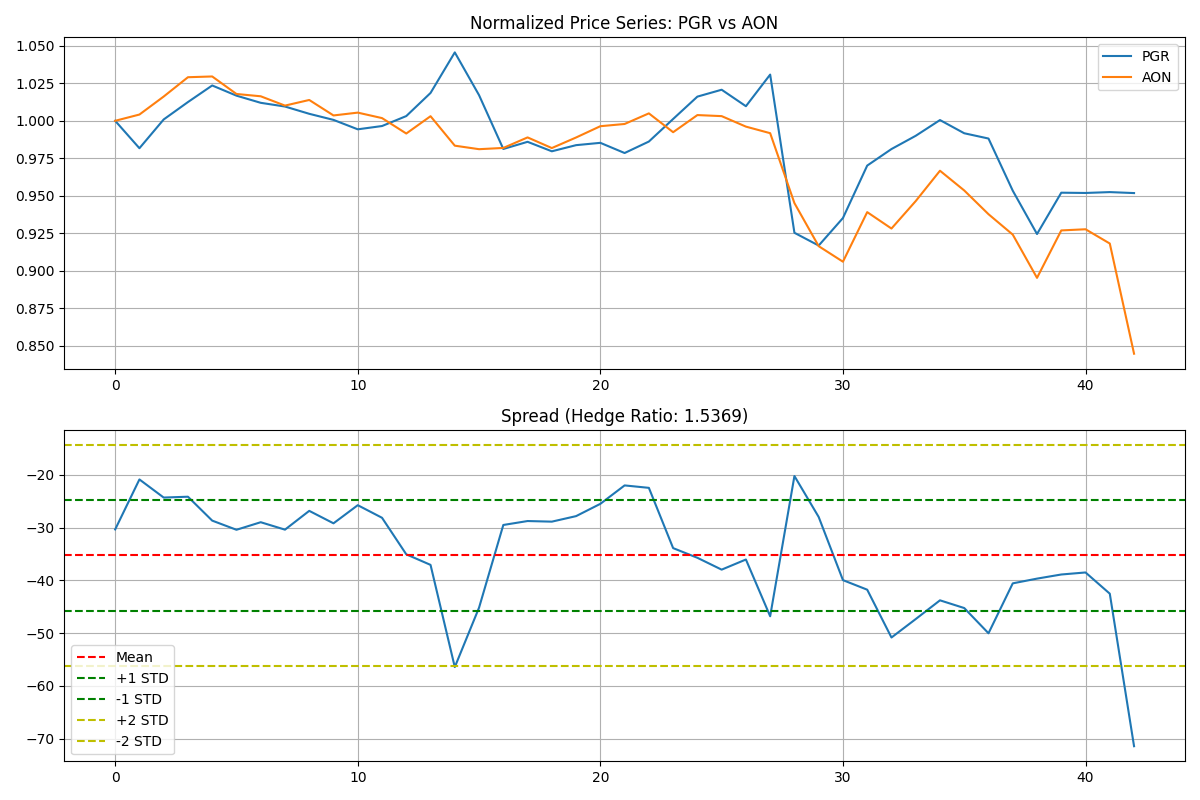 Normalized Price Series: PGR vs AON
1.050
1.025
1.000
0.975
0.950
0.925
0.900
0.875
0.850
PGR
AON
0 10 20 30 40
Spread (Hedge Ratio: 1.5369)
−20
−30
−40
−50
−60
−70
Mean
+1 STD
-1 STD
+2 STD
-2 STD
0 10 20 30 40